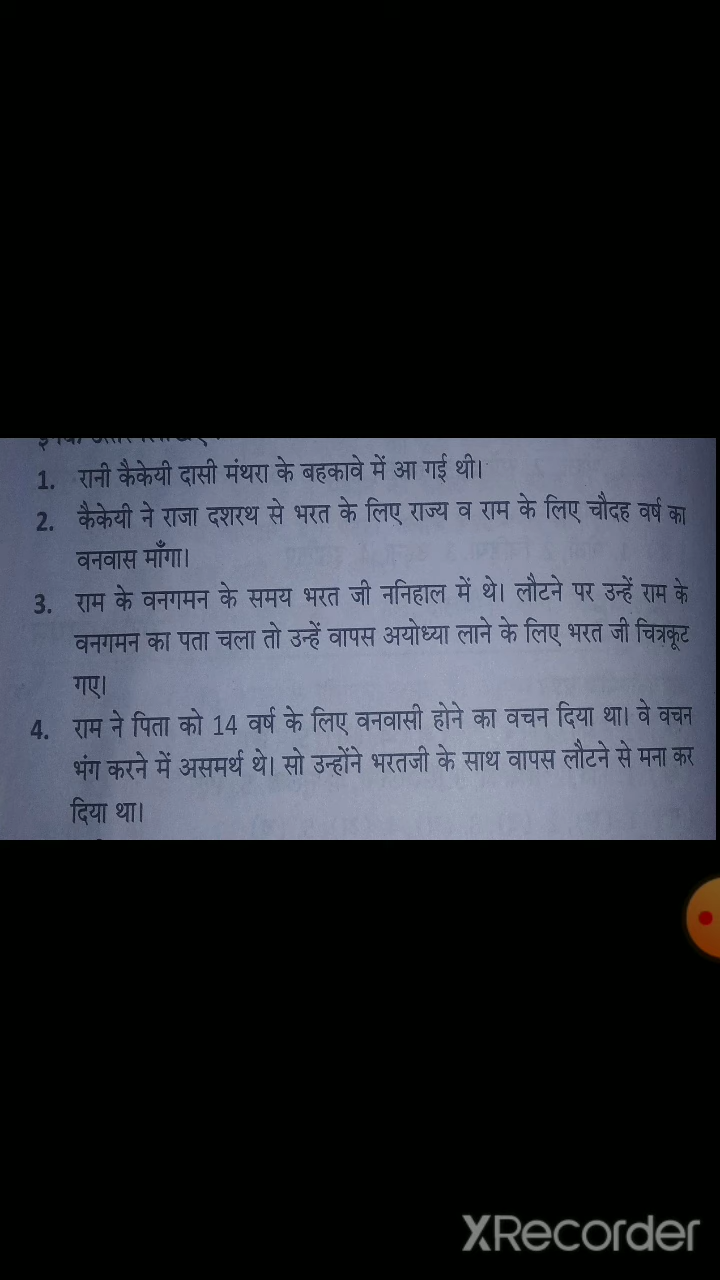 1. रानी कैकेयी दासी मंथरा के बहकावे में आ गई थी।
2. कैकेयी ने राजा दशरथ से भरत के लिए राज्य व राम के लिए चौदह वर्ष का
वनवास माँगा।
3. राम के वनगमन के समय भरत जी ननिहाल में थे। लौटने पर उन्हें राम के
वनगमन का पता चला तो उन्हें वापस अयोध्या लाने के लिए भरत जी चित्रकूट
गए।
4. राम ने पिता को 14 वर्ष के लिए वनवासी होने का वचन दिया था। वे वचन
भंग करने में असमर्थ थे। सो उन्होंने भरतजी के साथ वापस लौटने से मना कर
दिया था।
XRecorder